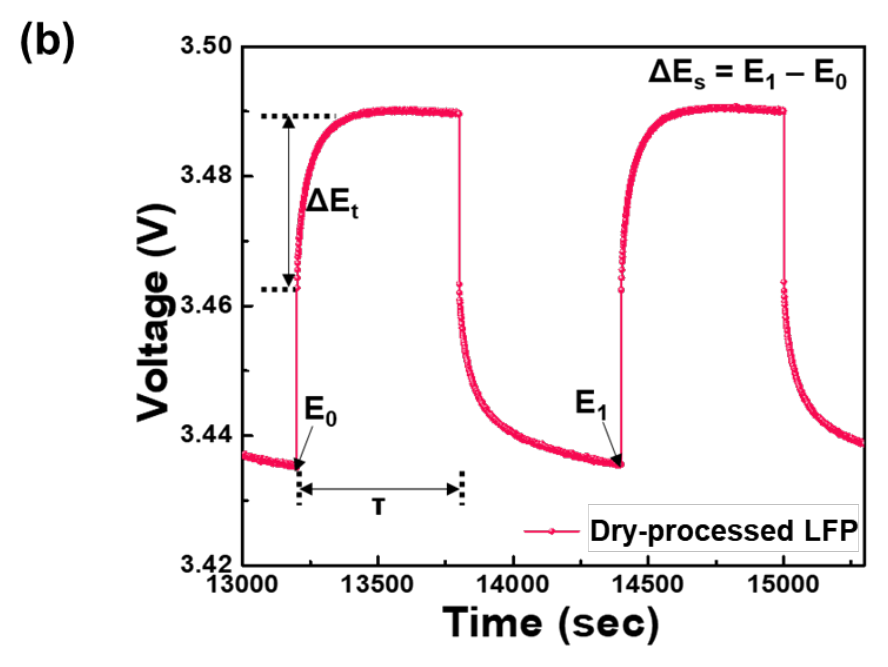 (b)
3.50
ΔEₛ = E₁ – E₀
3.48
ΔEₜ
3.46
Voltage (V)
E₀
E₁
3.44
τ
Dry-processed LFP
3.42
13000 13500 14000 14500 15000
Time (sec)